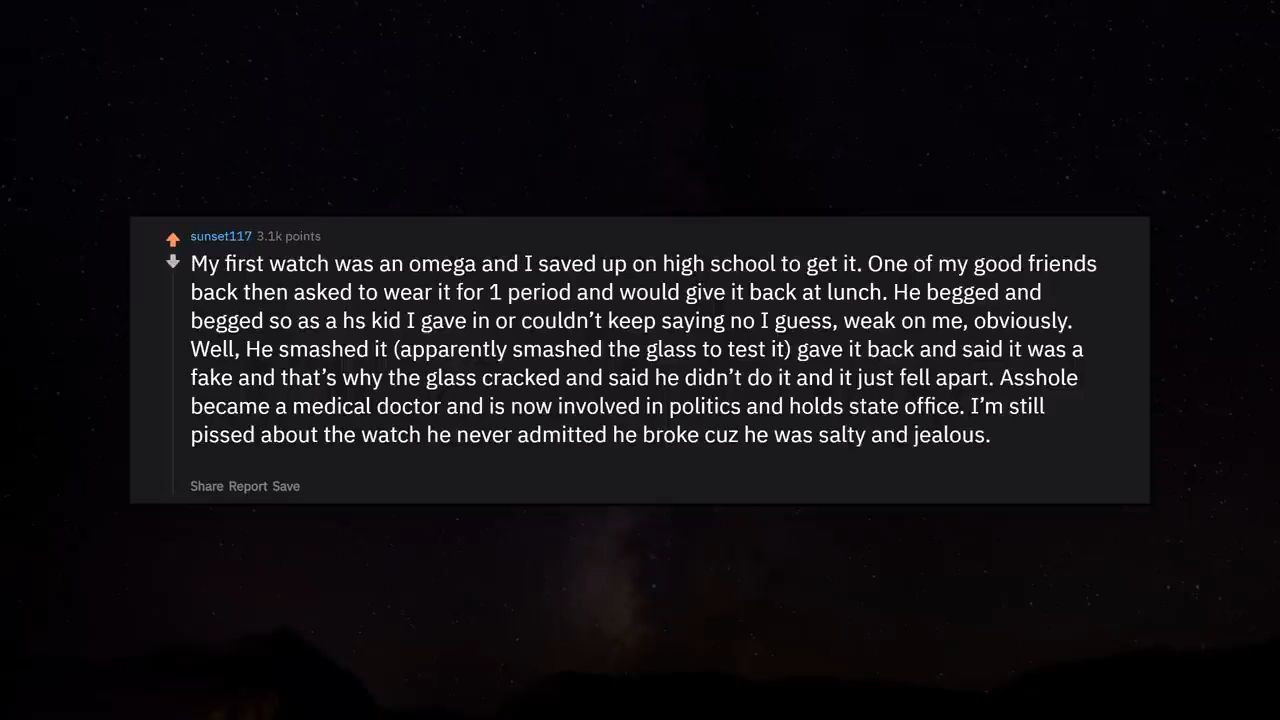 sunset117 3.1k points
My first watch was an omega and I saved up on high school to get it. One of my good friends
back then asked to wear it for 1 period and would give it back at lunch. He begged and
begged so as a hs kid I gave in or couldn’t keep saying no I guess, weak on me, obviously.
Well, He smashed it (apparently smashed the glass to test it) gave it back and said it was a
fake and that’s why the glass cracked and said he didn’t do it and it just fell apart. Asshole
became a medical doctor and is now involved in politics and holds state office. I’m still
pissed about the watch he never admitted he broke cuz he was salty and jealous.
Share Report Save